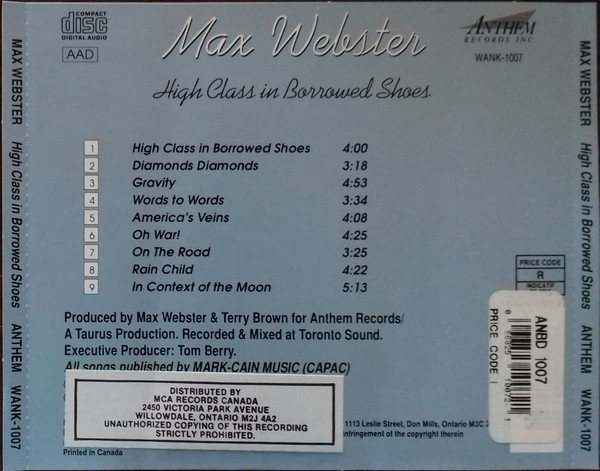 COMPACT
disc
DIGITAL AUDIO
AAD
Max Webster
ANTHEM
RECORDS INC.
WANK-1007
High Class in Borrowed Shoes
1 High Class in Borrowed Shoes 4:00
2 Diamonds Diamonds 3:18
3 Gravity 4:53
4 Words to Words 3:34
5 America's Veins 4:08
6 Oh War! 4:25
7 On The Road 3:25
8 Rain Child 4:22
9 In Context of the Moon 5:13
Produced by Max Webster & Terry Brown for Anthem Records/
A Taurus Production. Recorded & Mixed at Toronto Sound.
Executive Producer: Tom Berry.
All songs published by MARK-CAIN MUSIC (CAPAC)
DISTRIBUTED BY
MCA RECORDS CANADA
2450 VICTORIA PARK AVENUE
WILLOWDALE, ONTARIO M2J 4A2
UNAUTHORIZED COPYING OF THIS RECORDING
STRICTLY PROHIBITED.
1113 Leslie Street, Don Mills, Ontario M3C
infringement of the copyright herein
Printed in Canada
PRICE CODE
R
INDICATIF
ANBD 1007
PRICE CODE I
MAX WEBSTER High Class in Borrowed Shoes ANTHEM WANK-1007
MAX WEBSTER High Class in Borrowed Shoes ANTHEM WANK-1007